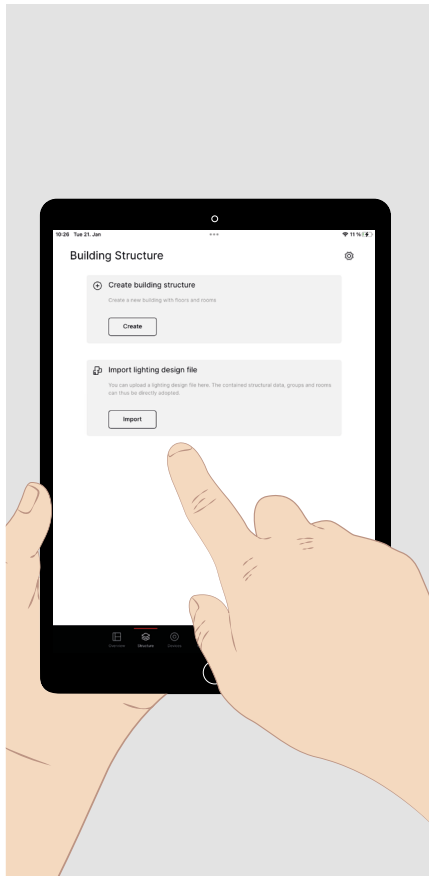 10:26 Tue 21. Jan
11 %
Building Structure
Create building structure
Create a new building with floors and rooms
Create
Import lighting design file
You can upload a lighting design file here. The contained structural data, groups and rooms
can thus be directly adopted.
Import
Overview Structure Devices